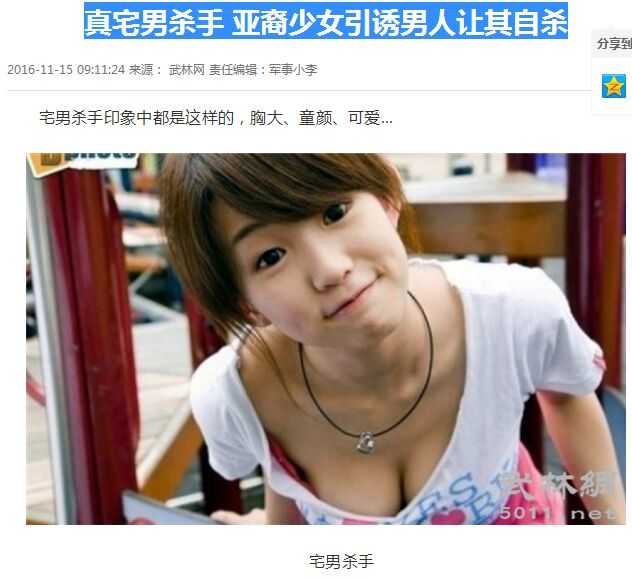 真宅男杀手 亚裔少女引诱男人让其自杀
分享到
2016-11-15 09:11:24 来源： 武林网 责任编辑：军事小李
宅男杀手印象中都是这样的，胸大、童颜、可爱...
photo
MAKES
武林網
5011.net
宅男杀手